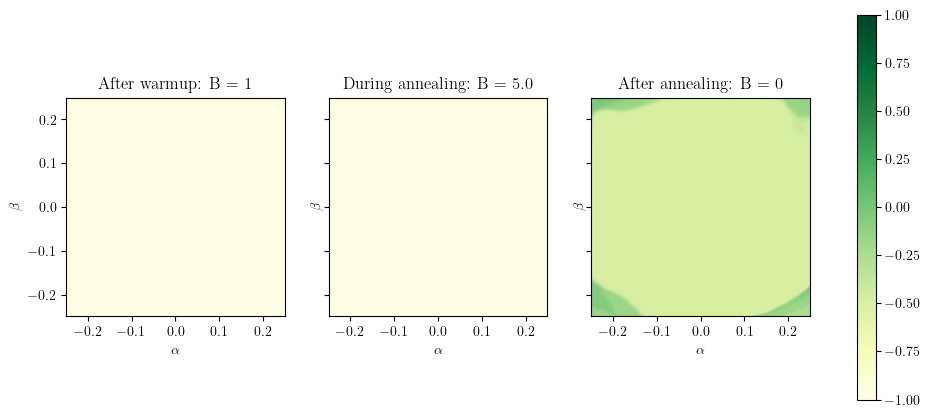 After warmup: B = 1
During annealing: B = 5.0
After annealing: B = 0
0.2
0.1
0.0
−0.1
−0.2
β
−0.2 −0.1 0.0 0.1 0.2
α
β
−0.2 −0.1 0.0 0.1 0.2
α
β
−0.2 −0.1 0.0 0.1 0.2
α
1.00
0.75
0.50
0.25
0.00
−0.25
−0.50
−0.75
−1.00